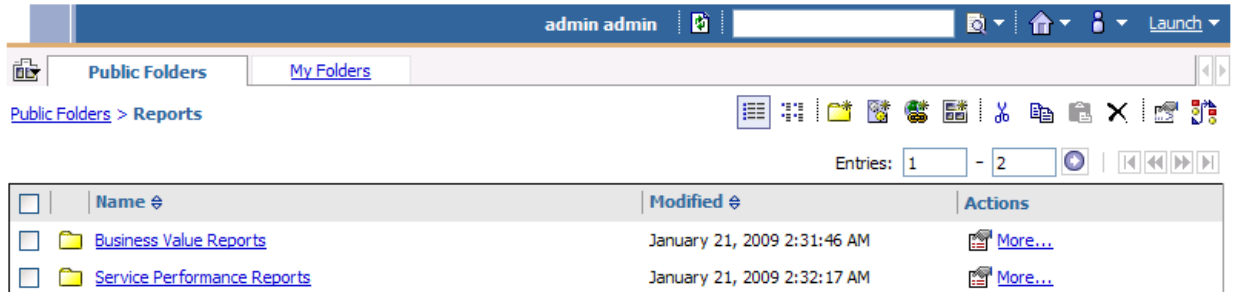 admin admin Launch
Public Folders My Folders
Public Folders > Reports
Entries: 1 - 2
Name Modified Actions
Business Value Reports January 21, 2009 2:31:46 AM More...
Service Performance Reports January 21, 2009 2:32:17 AM More...